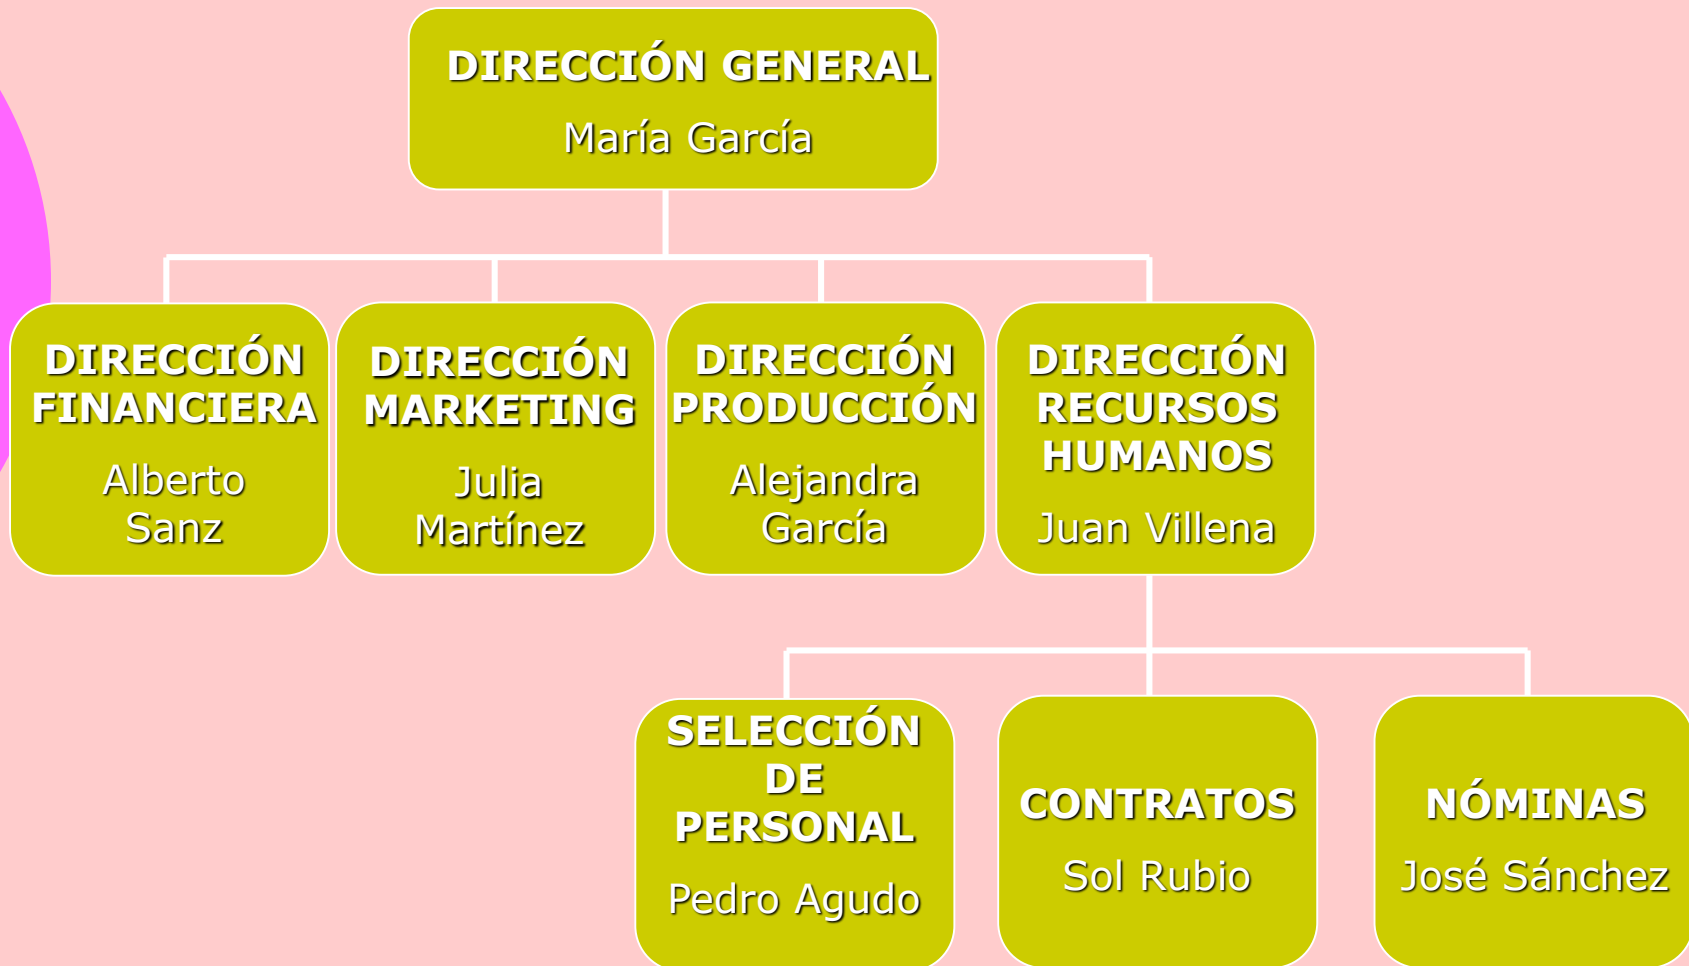 DIRECCIÓN GENERAL
María García
DIRECCIÓN
FINANCIERA
Alberto
Sanz
DIRECCIÓN
MARKETING
Julia
Martínez
DIRECCIÓN
PRODUCCIÓN
Alejandra
García
DIRECCIÓN
RECURSOS
HUMANOS
Juan Villena
SELECCIÓN
DE
PERSONAL
Pedro Agudo
CONTRATOS
Sol Rubio
NÓMINAS
José Sánchez